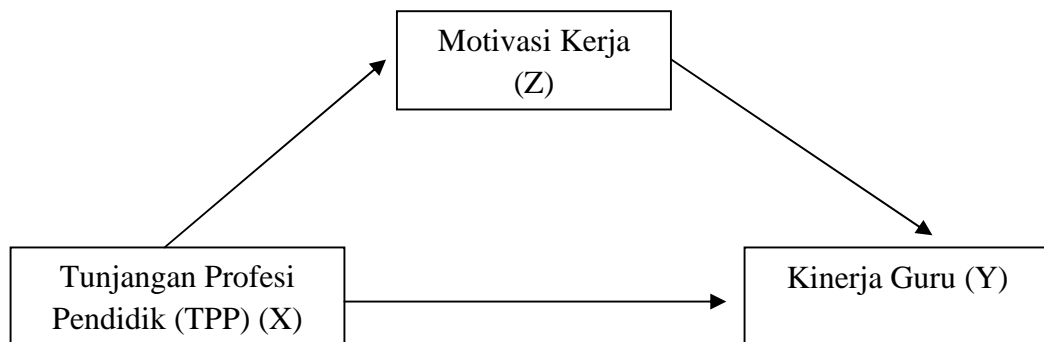 Motivasi Kerja
(Z)
Tunjangan Profesi
Pendidik (TPP) (X)
Kinerja Guru (Y)